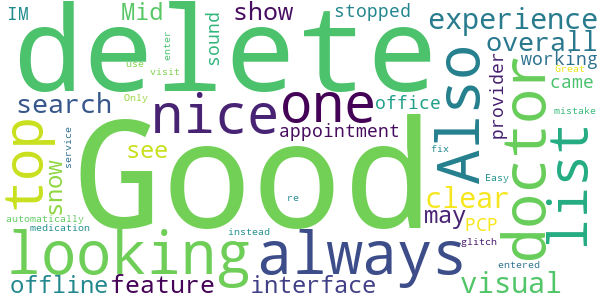 IM
delete
Mid
show
stopped
experience
enter
sound
use
visit
overall
working
search
Only
nice
one
office
appointment
provider
Also
doctor
came
great
mistake
top
snow
service
see
Good
fix
Easy
list
clear
may
PCP
re
automatically
medication
instead
glitch
looking
always
entered
offline
feature
interface
visual